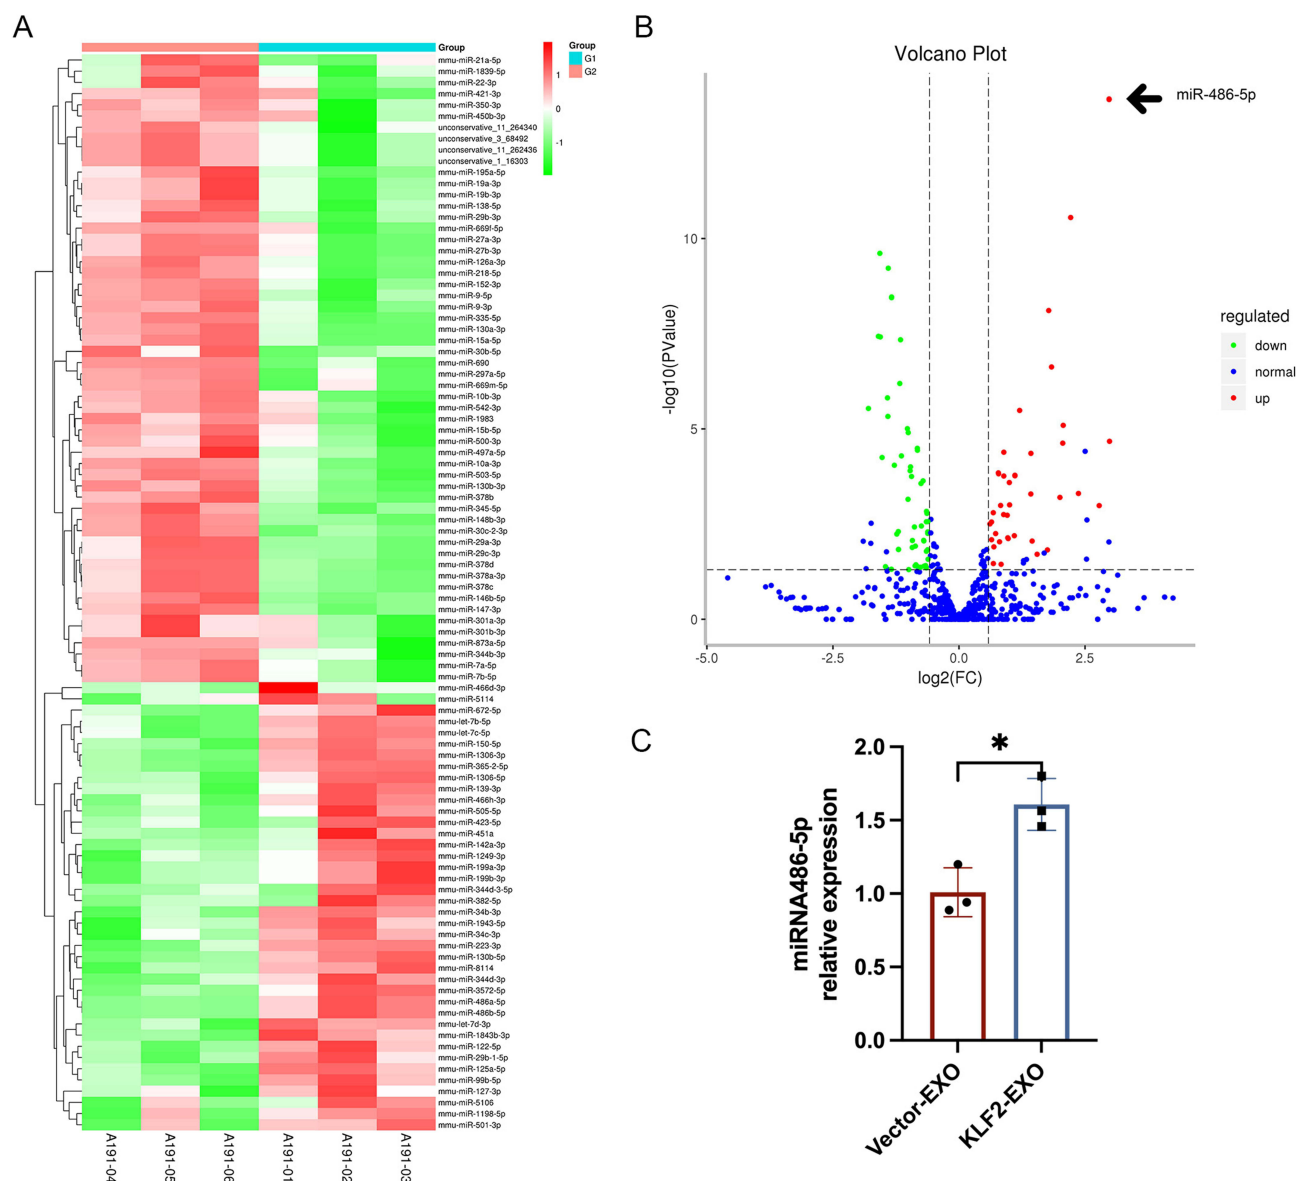 A
Group
mmu-miR-21a-5p
mmu-miR-1839-5p
mmu-miR-22-3p
mmu-miR-421-3p
mmu-miR-350-3p
mmu-miR-450b-3p
unconservative_11_264340
unconservative_3_68492
unconservative_11_262436
unconservative_1_16303
mmu-miR-195a-5p
mmu-miR-19a-3p
mmu-miR-19b-3p
mmu-miR-138-5p
mmu-miR-29b-3p
mmu-miR-669f-5p
mmu-miR-27a-3p
mmu-miR-27b-3p
mmu-miR-126a-3p
mmu-miR-218-5p
mmu-miR-152-3p
mmu-miR-9-5p
mmu-miR-9-3p
mmu-miR-335-5p
mmu-miR-130a-3p
mmu-miR-15a-5p
mmu-miR-30b-5p
mmu-miR-690
mmu-miR-297a-5p
mmu-miR-669m-5p
mmu-miR-10b-3p
mmu-miR-542-3p
mmu-miR-1983
mmu-miR-15b-5p
mmu-miR-500-3p
mmu-miR-497a-5p
mmu-miR-10a-3p
mmu-miR-503-5p
mmu-miR-130b-3p
mmu-miR-378b
mmu-miR-345-5p
mmu-miR-148b-3p
mmu-miR-30c-2-3p
mmu-miR-29a-3p
mmu-miR-29c-3p
mmu-miR-378d
mmu-miR-378a-3p
mmu-miR-378c
mmu-miR-146b-5p
mmu-miR-147-3p
mmu-miR-301a-3p
mmu-miR-301b-3p
mmu-miR-873a-5p
mmu-miR-344b-3p
mmu-miR-7a-5p
mmu-miR-7b-5p
mmu-miR-466d-3p
mmu-miR-5114
mmu-miR-672-5p
mmu-let-7b-5p
mmu-let-7c-5p
mmu-miR-150-5p
mmu-miR-1306-3p
mmu-miR-365-2-5p
mmu-miR-1306-5p
mmu-miR-139-3p
mmu-miR-466h-3p
mmu-miR-505-5p
mmu-miR-423-5p
mmu-miR-451a
mmu-miR-142a-3p
mmu-miR-1249-3p
mmu-miR-199a-3p
mmu-miR-199b-3p
mmu-miR-344d-3-5p
mmu-miR-382-5p
mmu-miR-34b-3p
mmu-miR-1943-5p
mmu-miR-34c-3p
mmu-miR-223-3p
mmu-miR-130b-5p
mmu-miR-8114
mmu-miR-344d-3p
mmu-miR-3572-5p
mmu-miR-486a-5p
mmu-miR-486b-5p
mmu-let-7d-3p
mmu-miR-1843b-3p
mmu-miR-122-5p
mmu-miR-29b-1-5p
mmu-miR-125a-5p
mmu-miR-99b-5p
mmu-miR-127-3p
mmu-miR-5106
mmu-miR-1198-5p
mmu-miR-501-3p
A191-04
A191-05
A191-06
A191-01
A191-02
A191-03
1
0
-1
Group
G1
G2
B
Volcano Plot
miR-486-5p
-log10(PValue)
10
5
0
-5.0
-2.5
0.0
2.5
log2(FC)
regulated
down
normal
up
C
miRNA486-5p
relative expression
2.0
1.5
1.0
0.5
0.0
*
Vector-EXO
KLF2-EXO